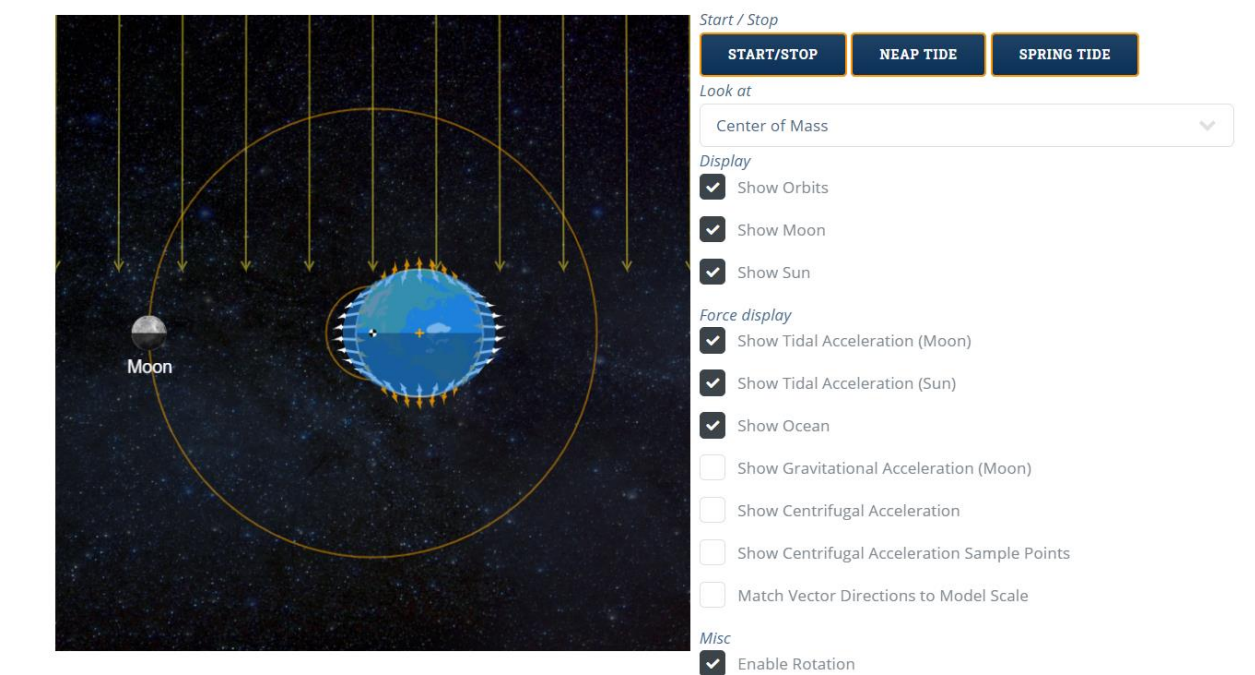 Moon
Start / Stop
START/STOP NEAP TIDE SPRING TIDE
Look at
Center of Mass
Display
Show Orbits
Show Moon
Show Sun
Force display
Show Tidal Acceleration (Moon)
Show Tidal Acceleration (Sun)
Show Ocean
Show Gravitational Acceleration (Moon)
Show Centrifugal Acceleration
Show Centrifugal Acceleration Sample Points
Match Vector Directions to Model Scale
Misc
Enable Rotation